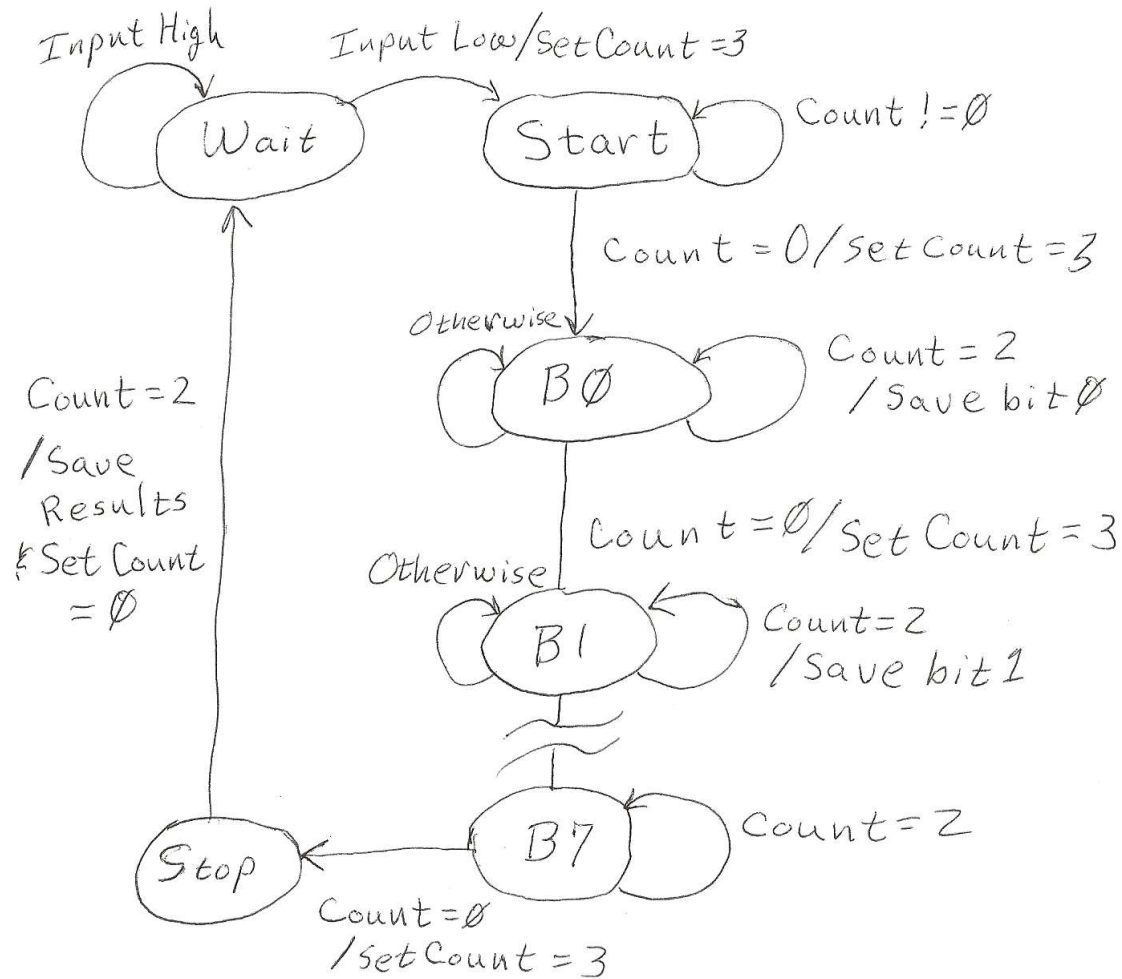 Input High
Input Low/Set Count =3
Wait
Start
Count != Ø
Count = 0/set Count = 3
Otherwise
BØ
Count = 2
/ Save bit Ø
Count = 2
/Save
Results
& Set Count
= Ø
Count = Ø/Set Count = 3
Otherwise
B1
Count = 2
/Save bit 1
B7
Count = 2
Stop
Count = Ø
/set Count = 3